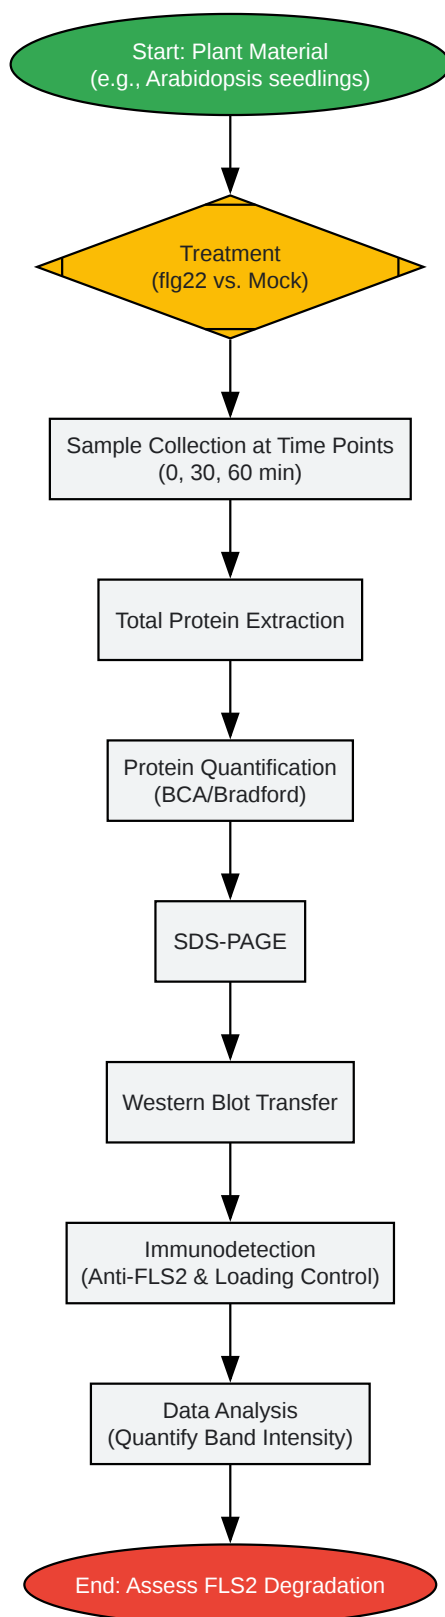 Start: Plant Material
(e.g., Arabidopsis seedlings)
Treatment
(flg22 vs. Mock)
Sample Collection at Time Points
(0, 30, 60 min)
Total Protein Extraction
Protein Quantification
(BCA/Bradford)
SDS-PAGE
Western Blot Transfer
Immunodetection
(Anti-FLS2 & Loading Control)
Data Analysis
(Quantify Band Intensity)
End: Assess FLS2 Degradation